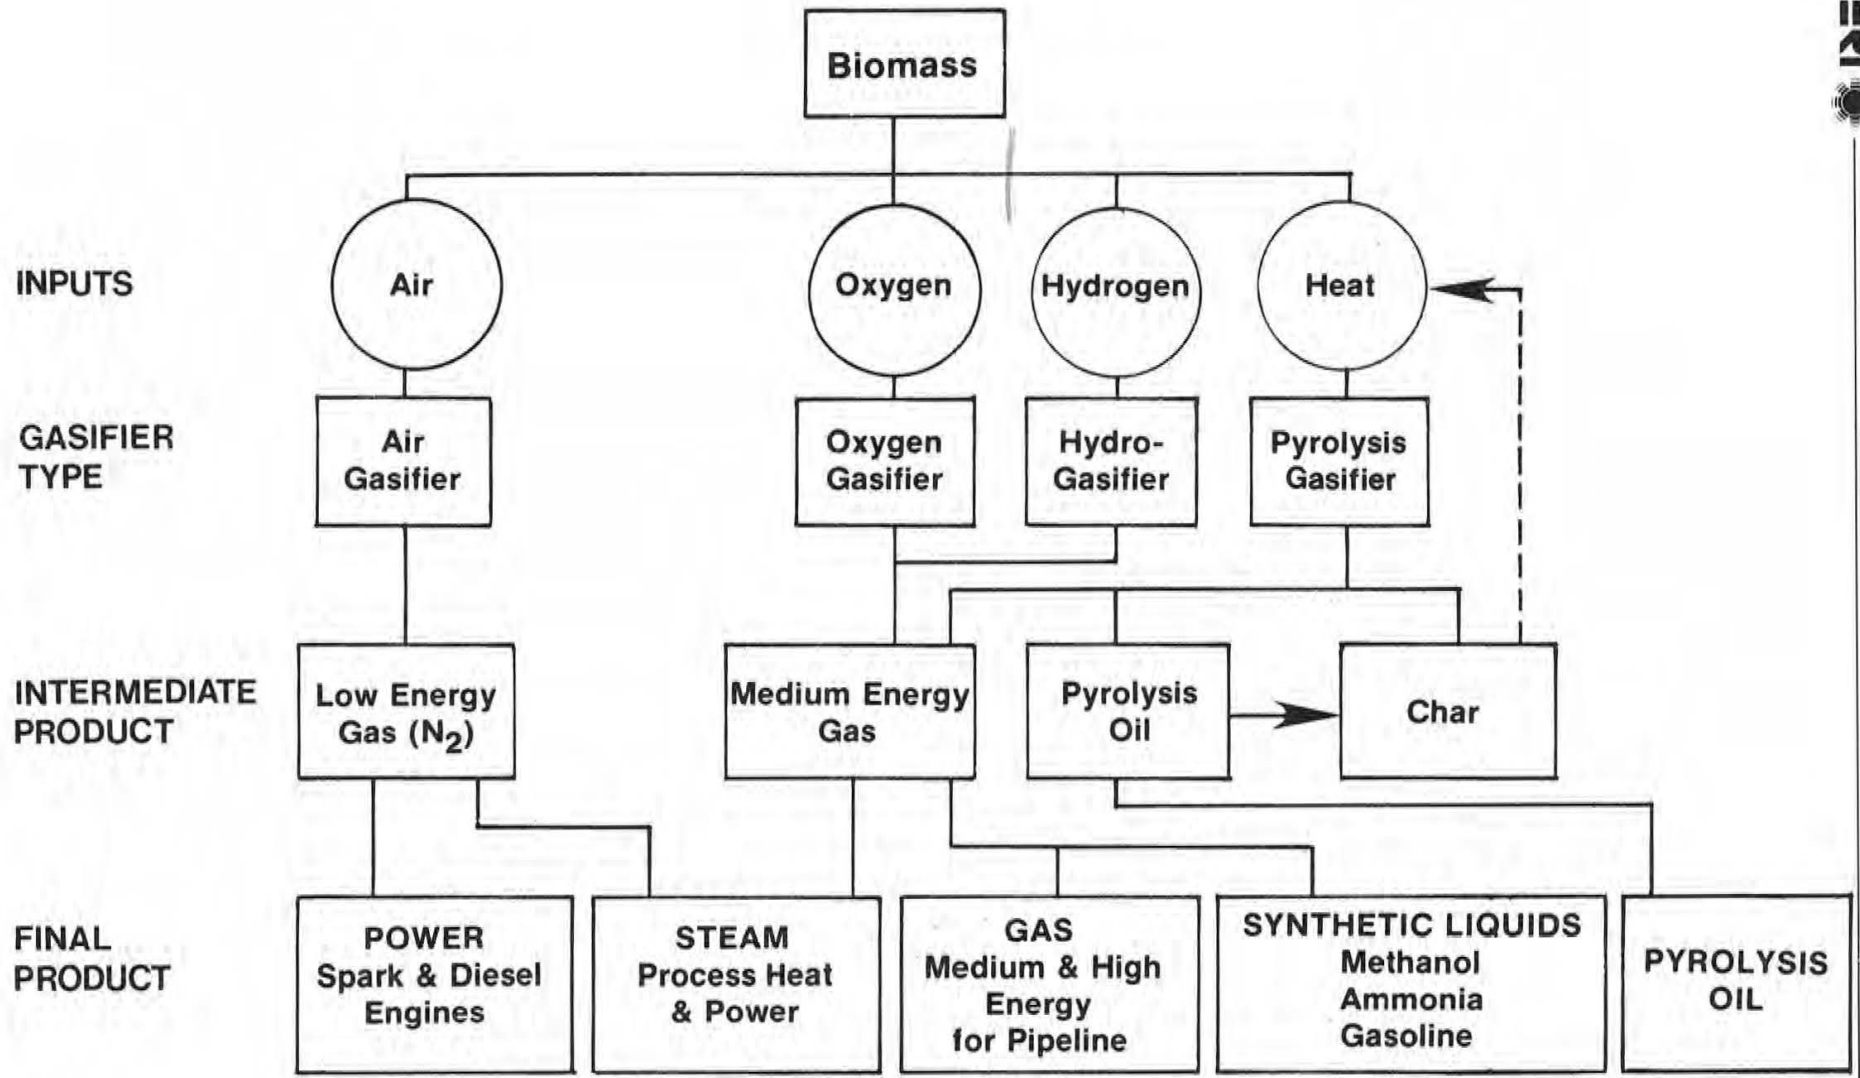 Biomass
INPUTS
Air
Oxygen
Hydrogen
Heat
GASIFIER
TYPE
Air
Gasifier
Oxygen
Gasifier
Hydro-
Gasifier
Pyrolysis
Gasifier
INTERMEDIATE
PRODUCT
Low Energy
Gas (N₂)
Medium Energy
Gas
Pyrolysis
Oil
Char
FINAL
PRODUCT
POWER
Spark & Diesel
Engines
STEAM
Process Heat
& Power
GAS
Medium & High
Energy
for Pipeline
SYNTHETIC LIQUIDS
Methanol
Ammonia
Gasoline
PYROLYSIS
OIL